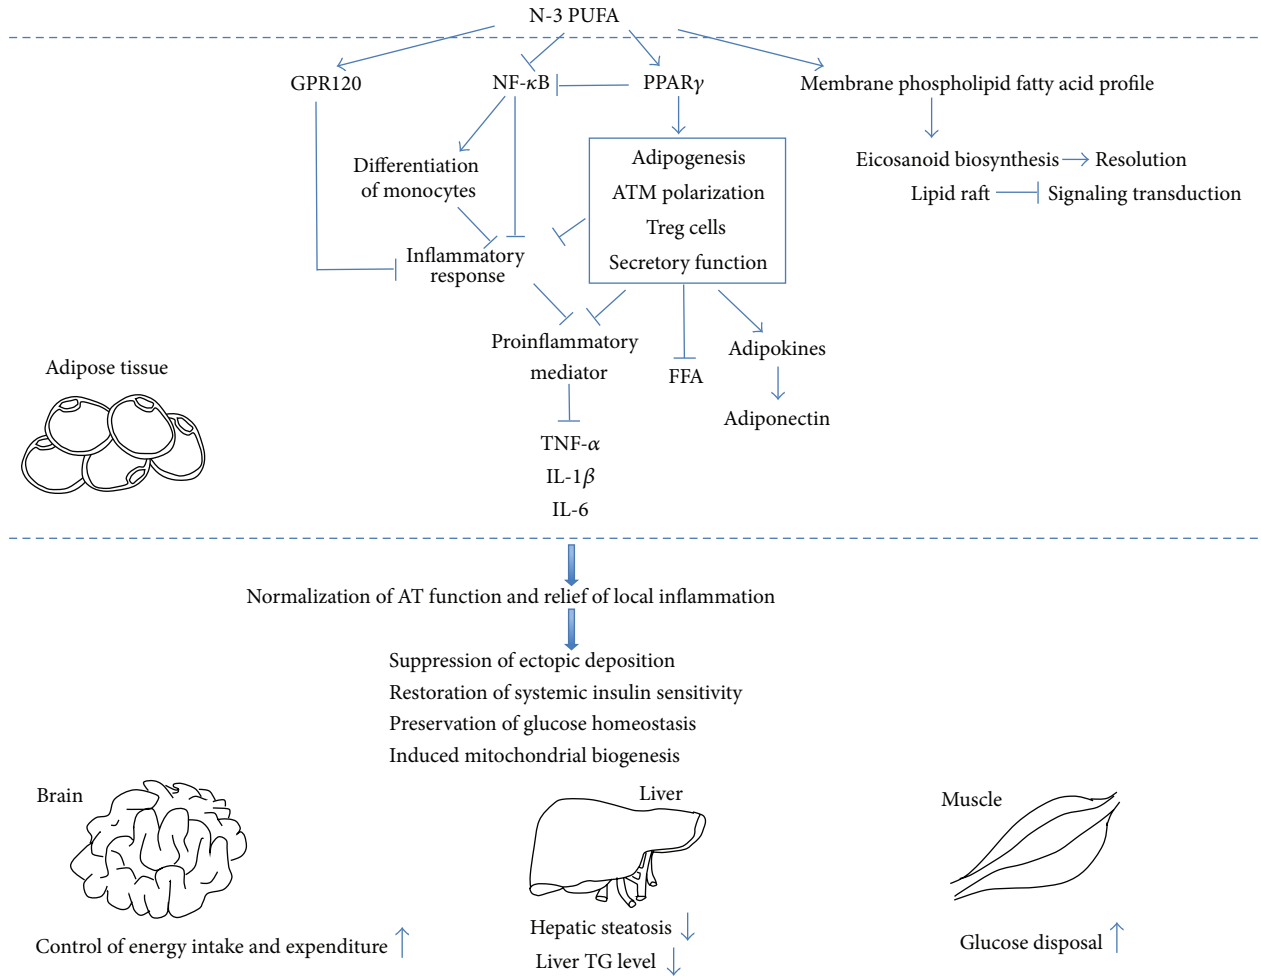 N-3 PUFA
GPR120
NF-κB
PPARγ
Membrane phospholipid fatty acid profile
Differentiation
of monocytes
Adipogenesis
ATM polarization
Treg cells
Secretory function
Eicosanoid biosynthesis
Resolution
Lipid raft
Signaling transduction
Inflammatory
response
Proinflammatory
mediator
FFA
Adipokines
Adiponectin
Adipose tissue
TNF-α
IL-1β
IL-6
Normalization of AT function and relief of local inflammation
Suppression of ectopic deposition
Restoration of systemic insulin sensitivity
Preservation of glucose homeostasis
Induced mitochondrial biogenesis
Brain
Liver
Muscle
Control of energy intake and expenditure
Hepatic steatosis
Liver TG level
Glucose disposal